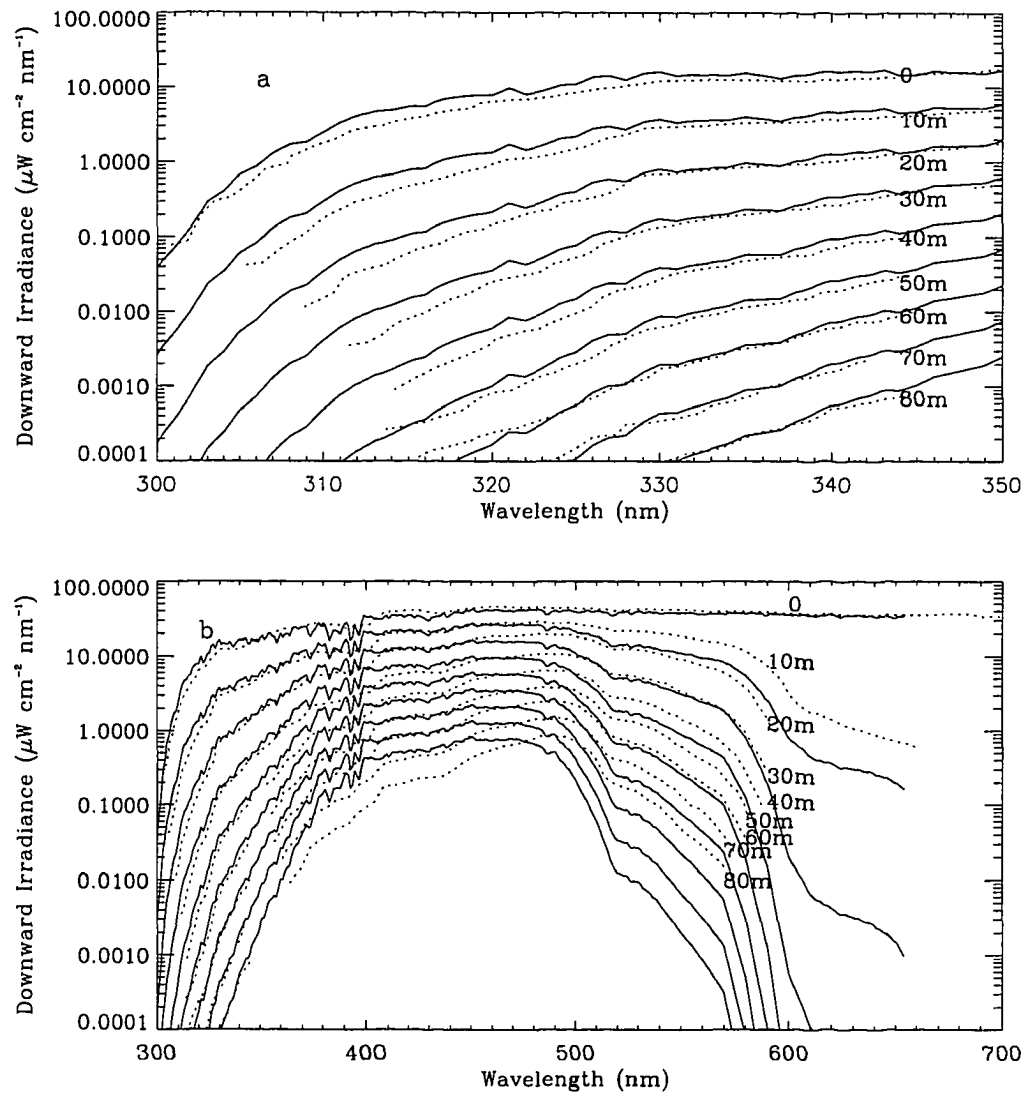 Downward Irradiance (μW cm⁻² nm⁻¹)
100.0000
10.0000
1.0000
0.1000
0.0100
0.0010
0.0001
a
0
10m
20m
30m
40m
50m
60m
70m
80m
300 310 320 330 340 350
Wavelength (nm)
Downward Irradiance (μW cm⁻² nm⁻¹)
100.0000
10.0000
1.0000
0.1000
0.0100
0.0010
0.0001
b
0
10m
20m
30m
40m
50m
60m
70m
80m
300 400 500 600 700
Wavelength (nm)